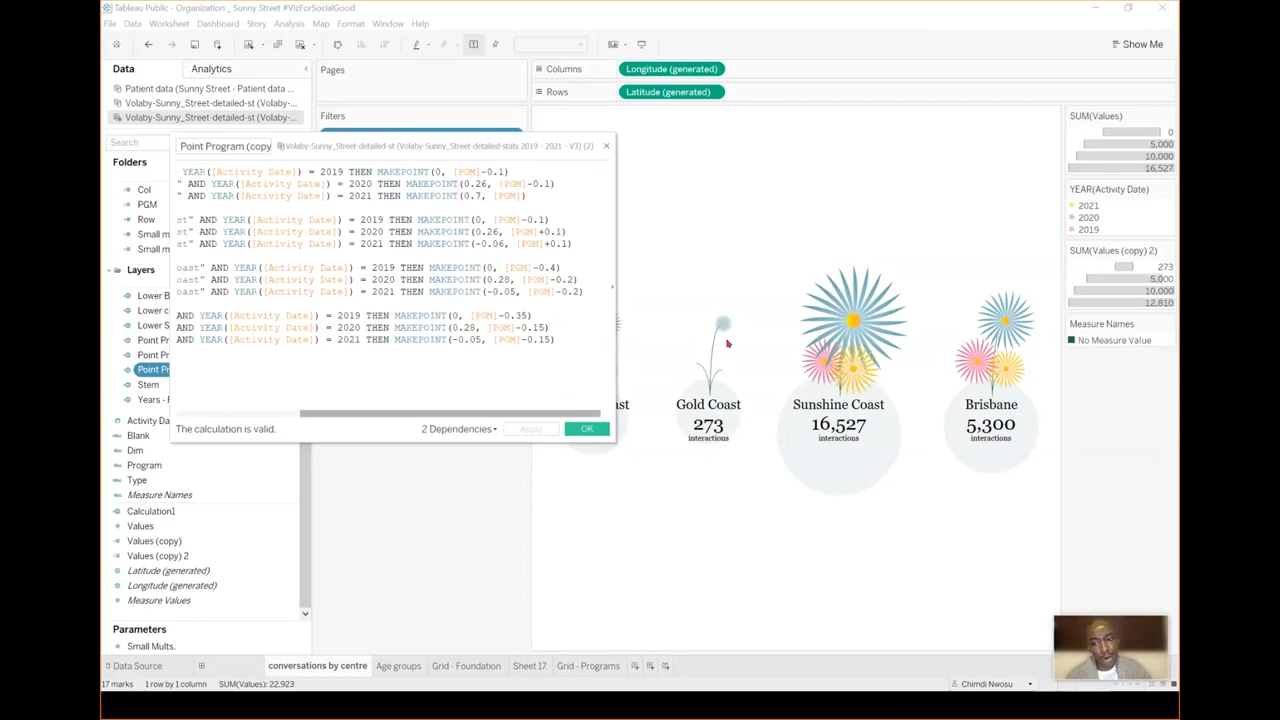 Tableau Public - Organization _ Sunny Street #VizForSocialGood
File Data Worksheet Dashboard Story Analysis Map Format Window Help
Show Me
Data
Analytics
Pages
Columns
Longitude (generated)
Rows
Latitude (generated)
Patient data (Sunny Street - Patient data ...
Volaby-Sunny_Street-detailed-st (Volaby-...
Volaby-Sunny_Street-detailed-st (Volaby-...
Search
Filters
Folders
Col
PGM
Row
Small m
Small m
Layers
Lower B
Lower c
Lower S
Point Pr
Point Pr
Point Pr
Stem
Years - F
Activity Da
Blank
Dim
Program
Type
Measure Names
Calculation1
Values
Values (copy)
Values (copy) 2
Latitude (generated)
Longitude (generated)
Measure Values
Parameters
Small Mults.
Point Program (copy
Volaby-Sunny_Street-detailed-st (Volaby-Sunny_Street-detailed-stats 2019 - 2021 - V3) (2)
YEAR([Activity Date]) = 2019 THEN MAKEPOINT(0, [PGM]-0.1)
" AND YEAR([Activity Date]) = 2020 THEN MAKEPOINT(0.26, [PGM]-0.1)
" AND YEAR([Activity Date]) = 2021 THEN MAKEPOINT(0.7, [PGM])
st" AND YEAR([Activity Date]) = 2019 THEN MAKEPOINT(0, [PGM]-0.1)
st" AND YEAR([Activity Date]) = 2020 THEN MAKEPOINT(0.26, [PGM]+0.1)
st" AND YEAR([Activity Date]) = 2021 THEN MAKEPOINT(-0.06, [PGM]+0.1)
oast" AND YEAR([Activity Date]) = 2019 THEN MAKEPOINT(0, [PGM]-0.4)
oast" AND YEAR([Activity Date]) = 2020 THEN MAKEPOINT(0.28, [PGM]-0.2)
oast" AND YEAR([Activity Date]) = 2021 THEN MAKEPOINT(-0.05, [PGM]-0.2)
AND YEAR([Activity Date]) = 2019 THEN MAKEPOINT(0, [PGM]-0.35)
AND YEAR([Activity Date]) = 2020 THEN MAKEPOINT(0.28, [PGM]-0.15)
AND YEAR([Activity Date]) = 2021 THEN MAKEPOINT(-0.05, [PGM]-0.15)
The calculation is valid.
2 Dependencies
Apply
OK
ast
Gold Coast
273
interactions
Sunshine Coast
16,527
interactions
Brisbane
5,300
interactions
SUM(Values)
0
5,000
10,000
16,527
YEAR(Activity Date)
2021
2020
2019
SUM(Values (copy) 2)
273
5,000
10,000
12,810
Measure Names
No Measure Value
Data Source
conversations by centre
Age groups
Grid - Foundation
Sheet 17
Grid - Programs
17 marks 1 row by 1 column SUM(Values): 22,923
Chimdi Nwosu